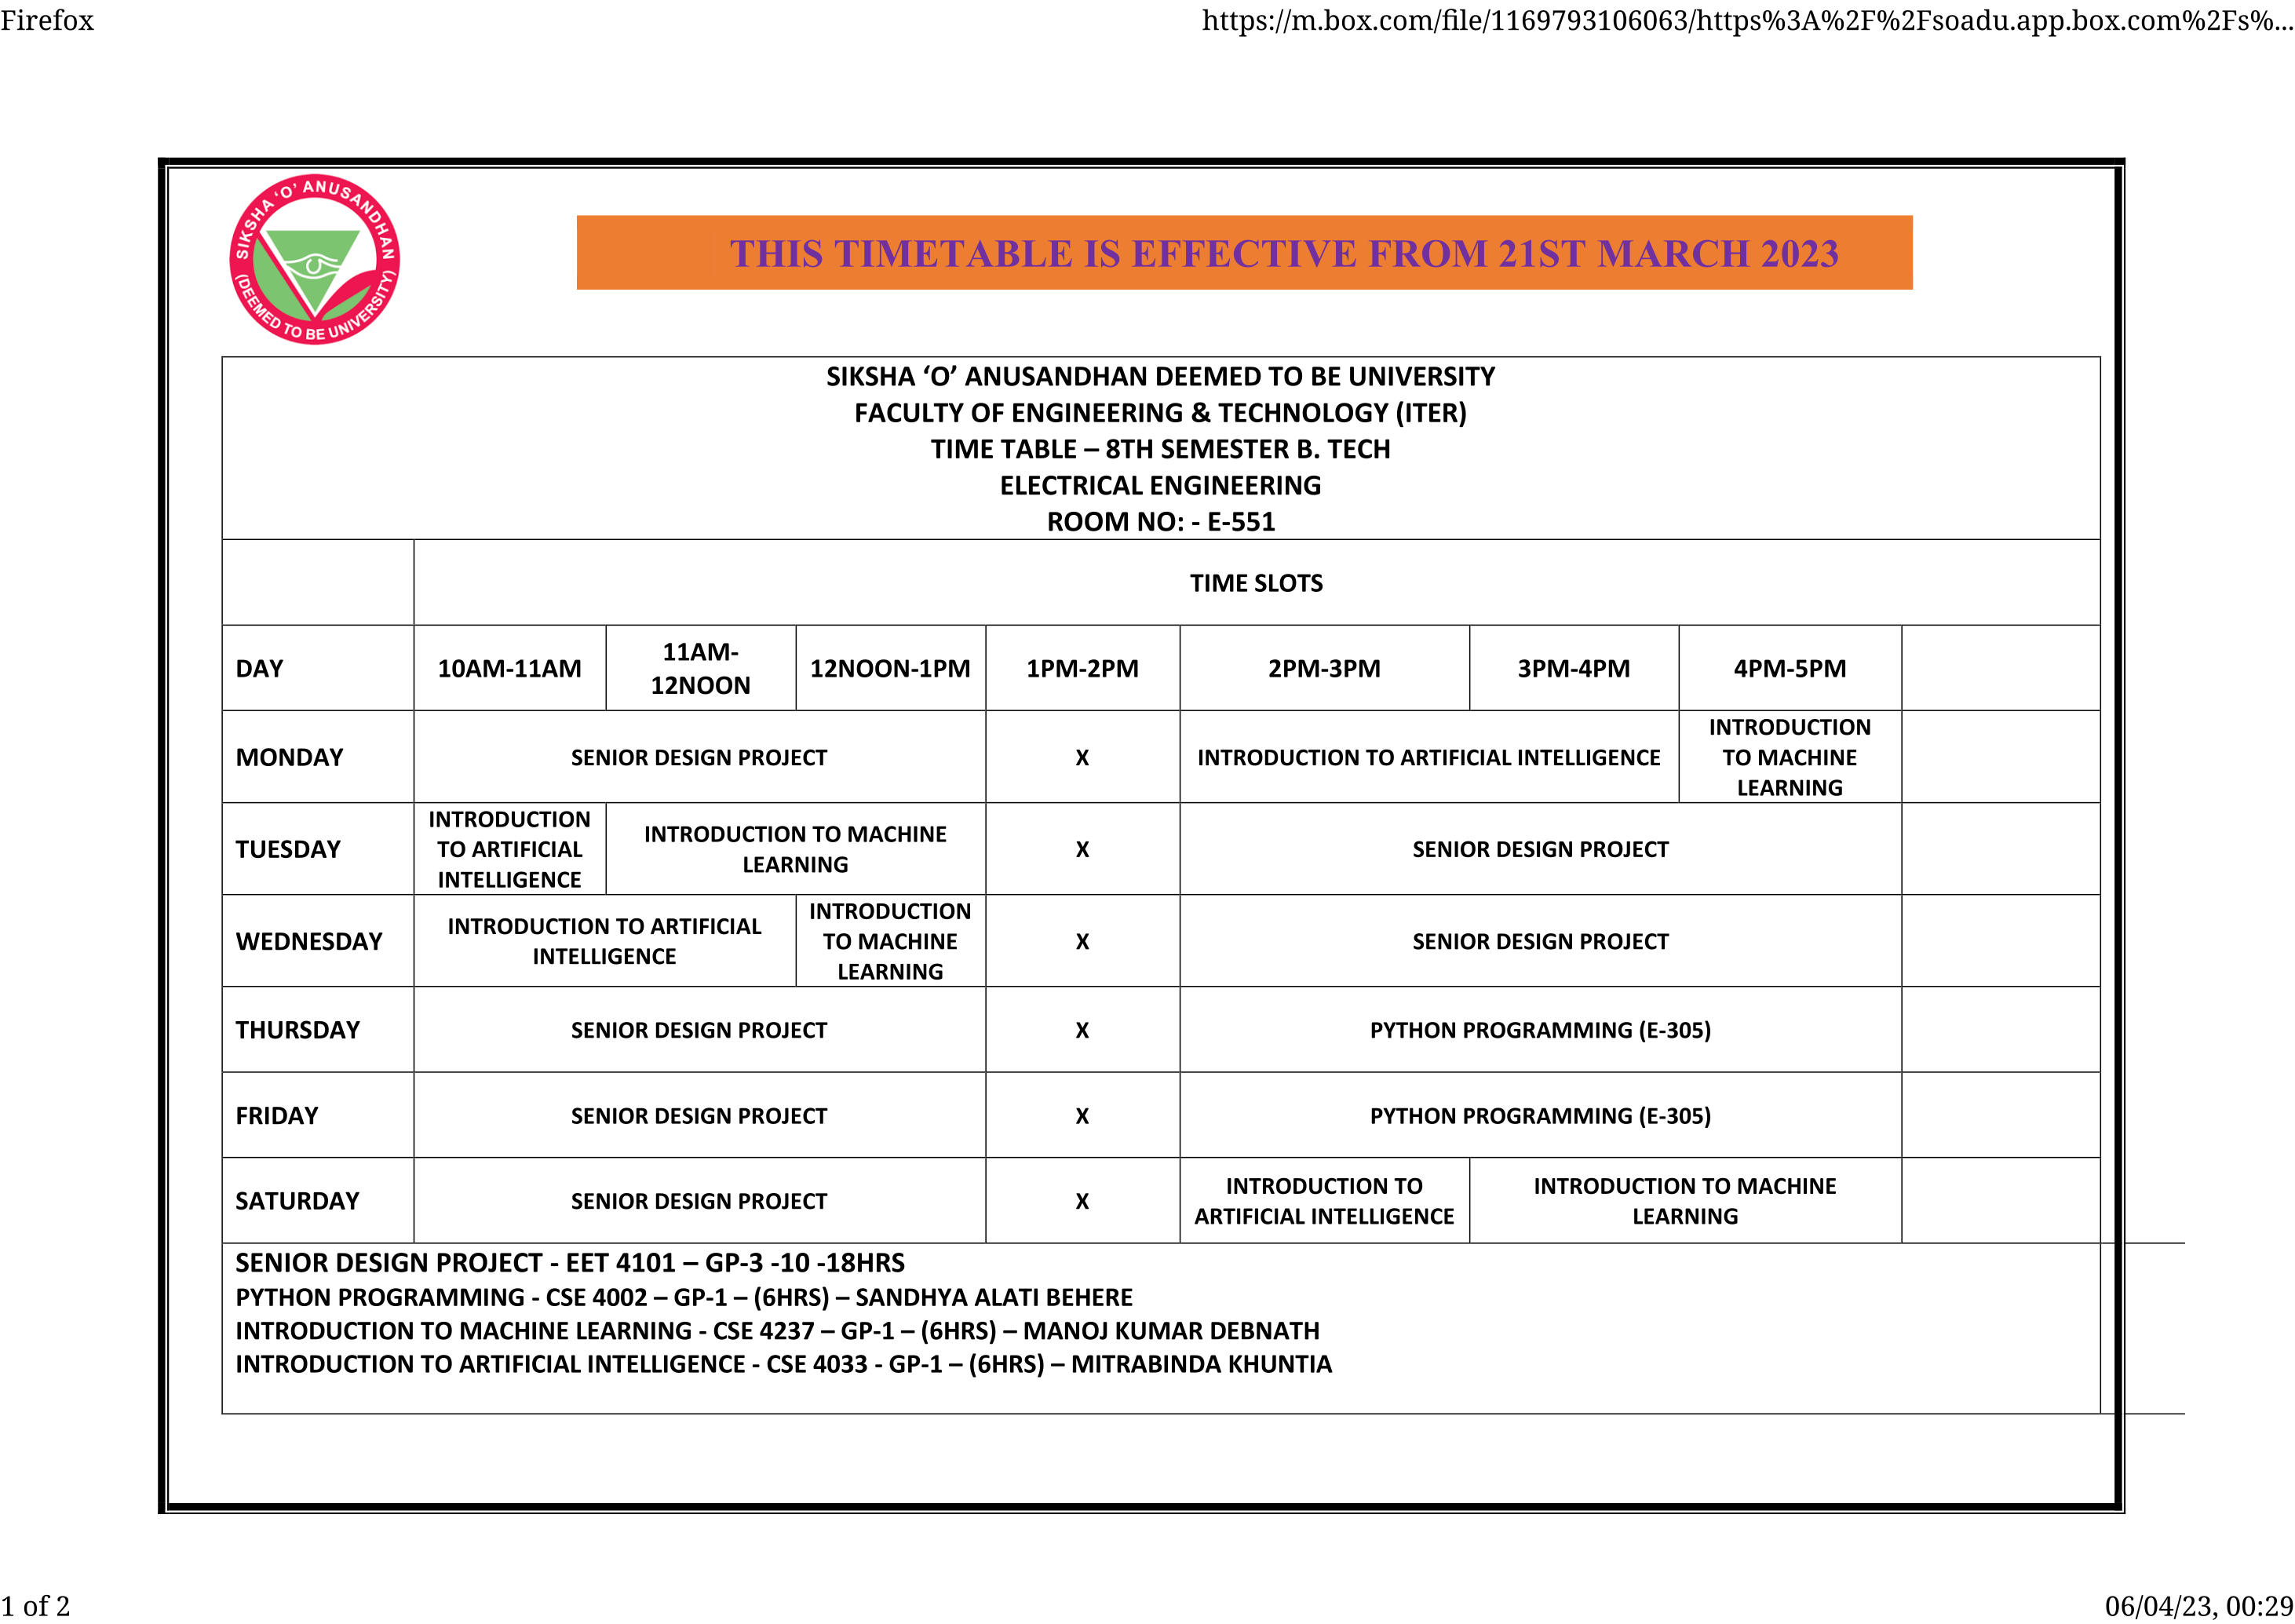 Firefox
https://m.box.com/file/1169793106063/https%3A%2F%2Fsoadu.app.box.com%2Fs%...
SIKSHA 'O' ANUSANDHAN
(DEEMED TO BE UNIVERSITY)
THIS TIMETABLE IS EFFECTIVE FROM 21ST MARCH 2023
SIKSHA ‘O’ ANUSANDHAN DEEMED TO BE UNIVERSITY
FACULTY OF ENGINEERING & TECHNOLOGY (ITER)
TIME TABLE – 8TH SEMESTER B. TECH
ELECTRICAL ENGINEERING
ROOM NO: - E-551
TIME SLOTS
DAY
10AM-11AM
11AM-
12NOON
12NOON-1PM
1PM-2PM
2PM-3PM
3PM-4PM
4PM-5PM
MONDAY
SENIOR DESIGN PROJECT
X
INTRODUCTION TO ARTIFICIAL INTELLIGENCE
INTRODUCTION
TO MACHINE
LEARNING
TUESDAY
INTRODUCTION
TO ARTIFICIAL
INTELLIGENCE
INTRODUCTION TO MACHINE
LEARNING
X
SENIOR DESIGN PROJECT
WEDNESDAY
INTRODUCTION TO ARTIFICIAL
INTELLIGENCE
INTRODUCTION
TO MACHINE
LEARNING
X
SENIOR DESIGN PROJECT
THURSDAY
SENIOR DESIGN PROJECT
X
PYTHON PROGRAMMING (E-305)
FRIDAY
SENIOR DESIGN PROJECT
X
PYTHON PROGRAMMING (E-305)
SATURDAY
SENIOR DESIGN PROJECT
X
INTRODUCTION TO
ARTIFICIAL INTELLIGENCE
INTRODUCTION TO MACHINE
LEARNING
SENIOR DESIGN PROJECT - EET 4101 – GP-3 -10 -18HRS
PYTHON PROGRAMMING - CSE 4002 – GP-1 – (6HRS) – SANDHYA ALATI BEHERE
INTRODUCTION TO MACHINE LEARNING - CSE 4237 – GP-1 – (6HRS) – MANOJ KUMAR DEBNATH
INTRODUCTION TO ARTIFICIAL INTELLIGENCE - CSE 4033 - GP-1 – (6HRS) – MITRABINDA KHUNTIA
1 of 2
06/04/23, 00:29